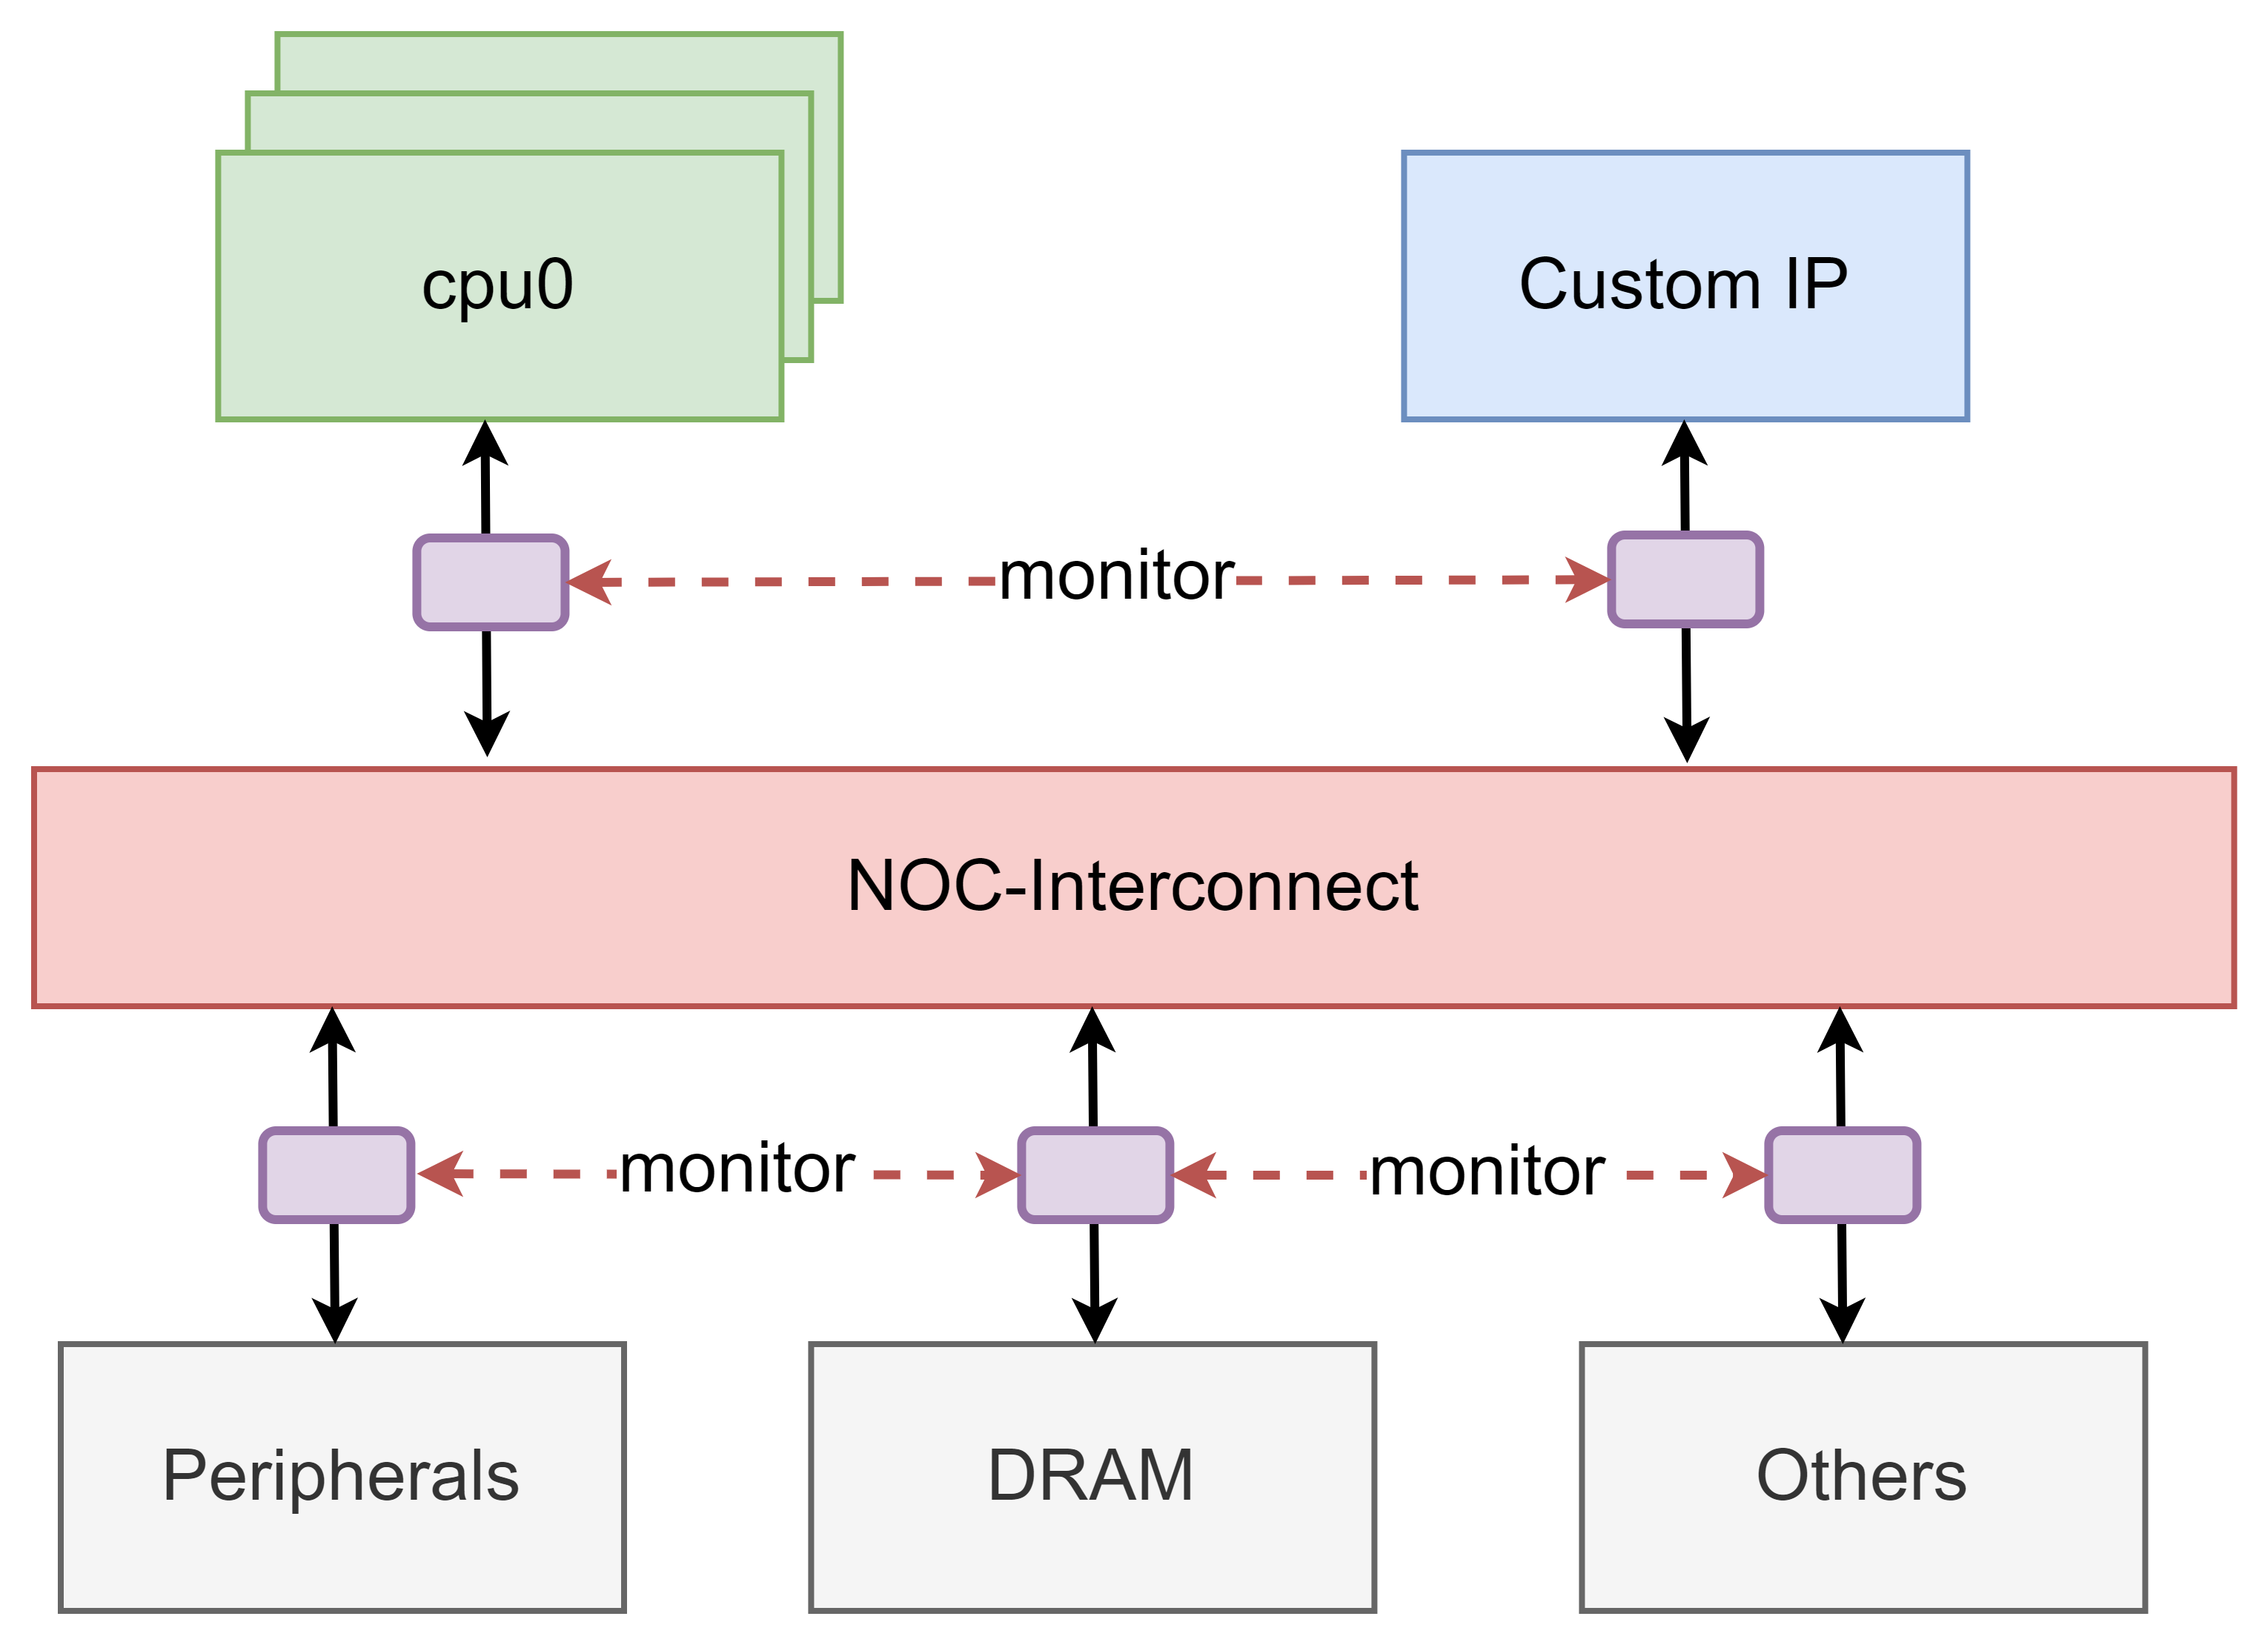 cpu0
Custom IP
monitor
NOC-Interconnect
monitor
monitor
Peripherals
DRAM
Others